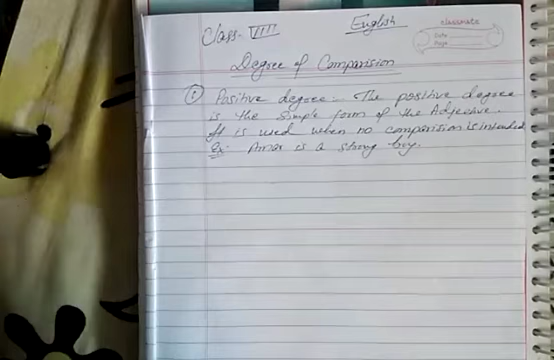 Class- VIII
English
classmate
Date
Page
Degree of Comparision
① Positive degree:- The positive degree
is the simple form of the Adjective.
It is used when no comparision is intended
Ex:- Amar is a strong boy.